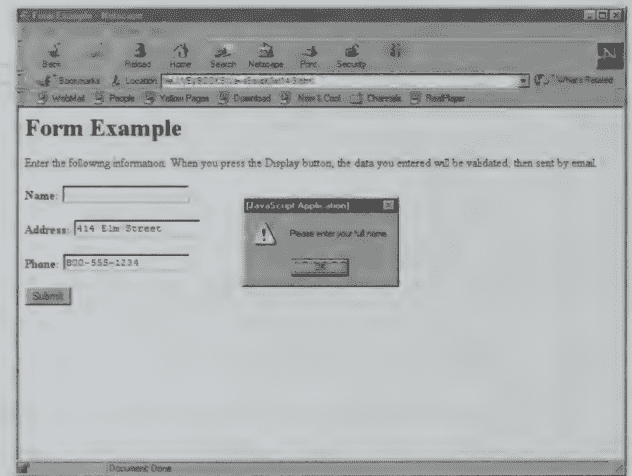 Form Example - Netscape
Back Reload Home Search Netscape Print Security
Bookmarks Location
What's Related
WebMail People Yellow Pages Download New & Cool Channels RealPlayer
Form Example
Enter the following information. When you press the Display button, the data you entered will be validated, then sent by email.
Name:
Address: 414 Elm Street
Phone: 800-555-1234
Submit
[JavaScript Application]
Please enter your full name.
OK
Document: Done